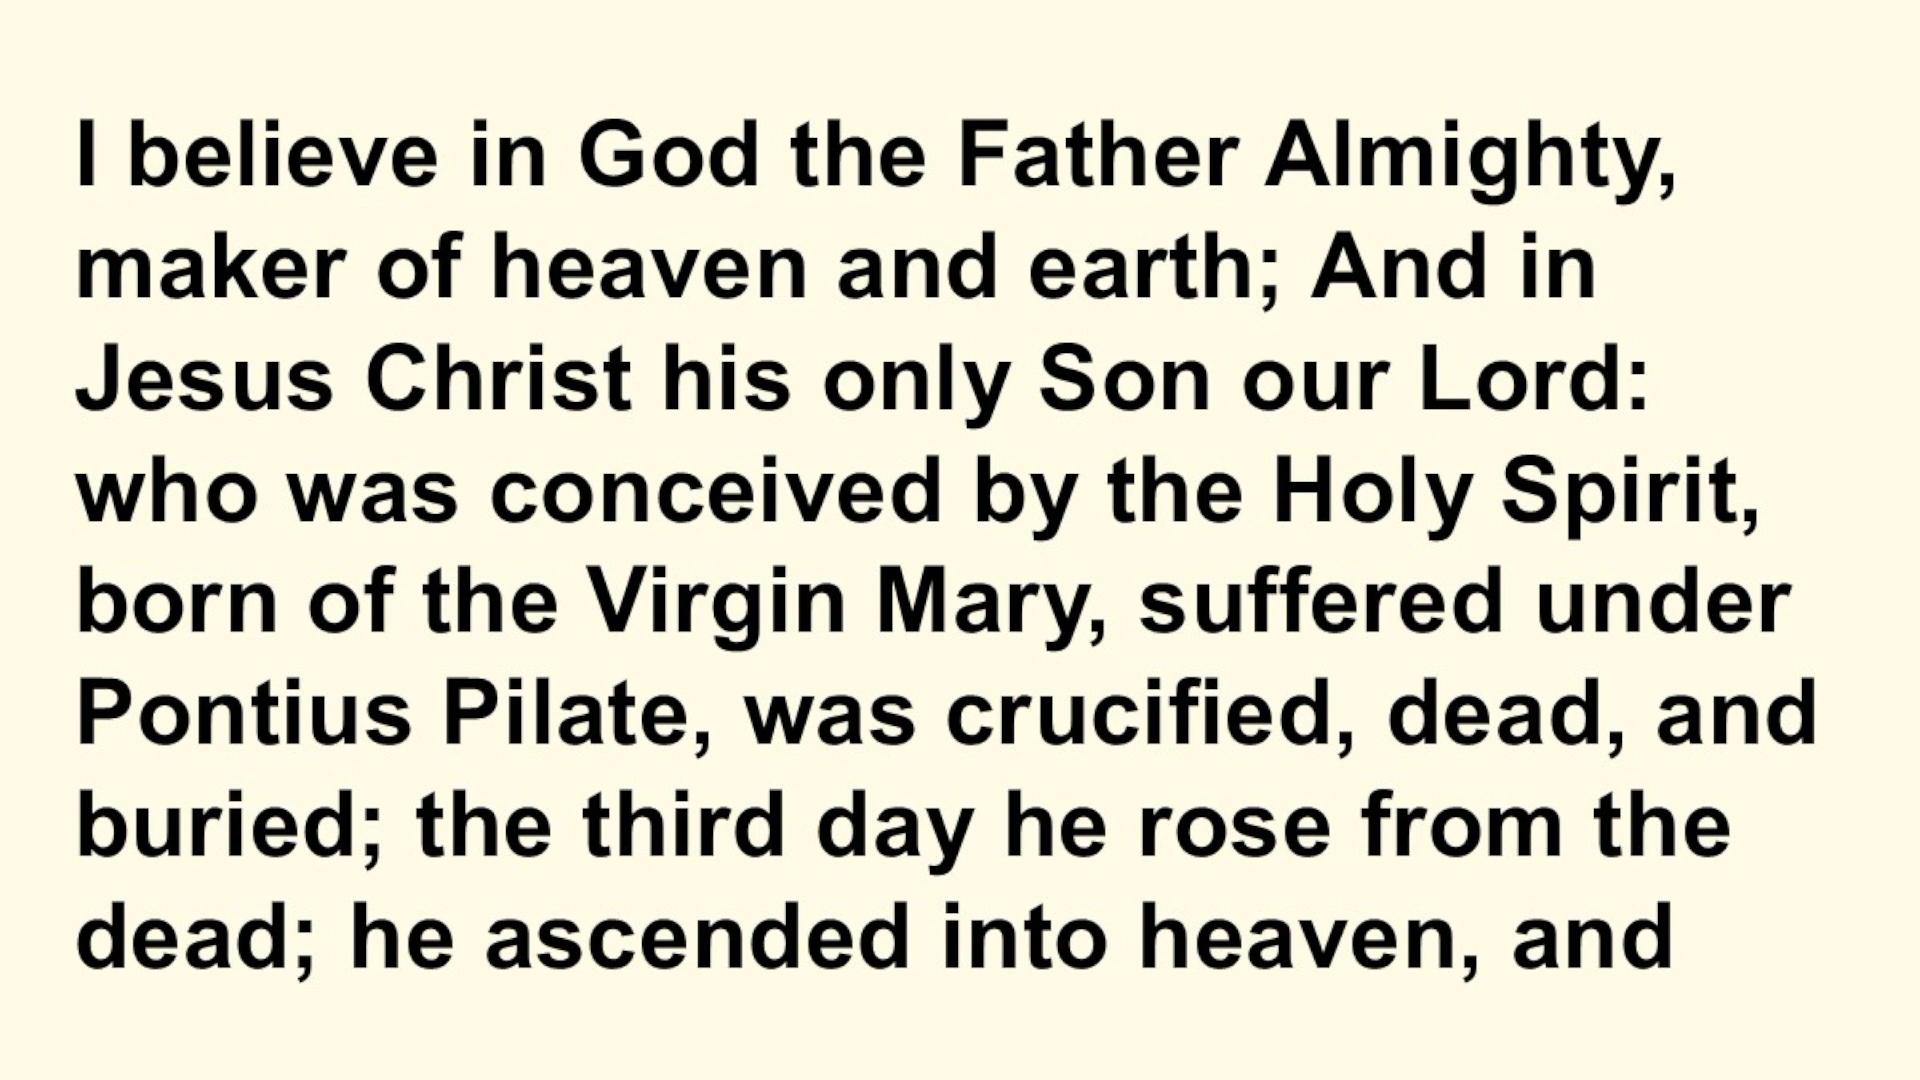 I believe in God the Father Almighty,
maker of heaven and earth; And in
Jesus Christ his only Son our Lord:
who was conceived by the Holy Spirit,
born of the Virgin Mary, suffered under
Pontius Pilate, was crucified, dead, and
buried; the third day he rose from the
dead; he ascended into heaven, and